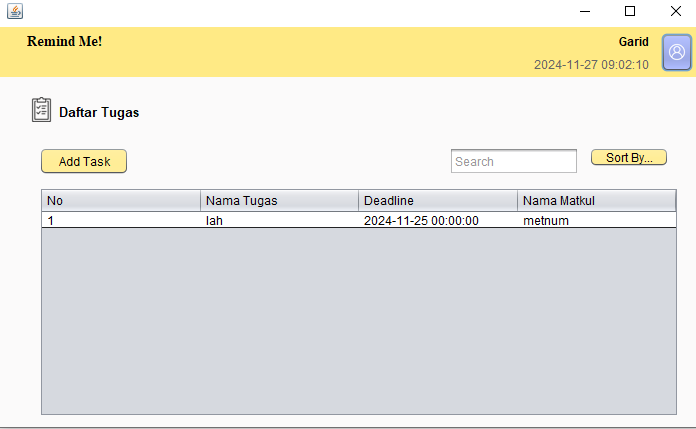 Remind Me!
Garid
2024-11-27 09:02:10
Daftar Tugas
Add Task
Search
Sort By...
No Nama Tugas Deadline Nama Matkul
1 lah 2024-11-25 00:00:00 metnum